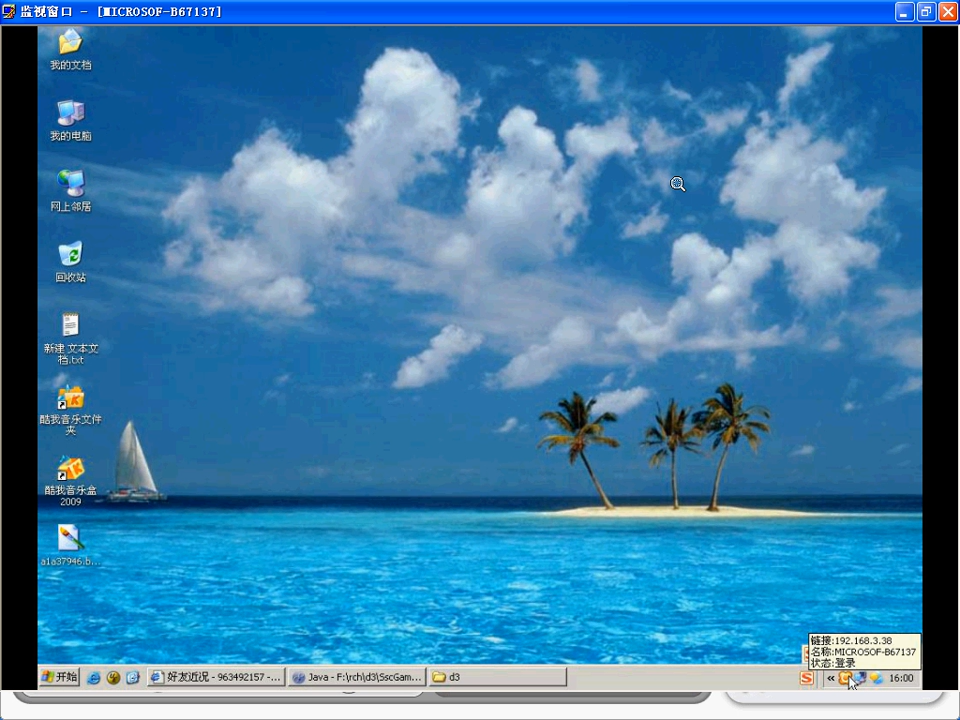 监视窗口 - [MICROSOF-B67137]
我的文档
我的电脑
网上邻居
回收站
新建 文本文
档.txt
酷我音乐文件
夹
酷我音乐盒
2009
a1a37946.b...
链接:192.168.3.38
名称:MICROSOF-B67137
状态:登录
开始
好友近况 - 963492157 -...
Java - F:\rch\d3\SscGam...
d3
S
«
16:00